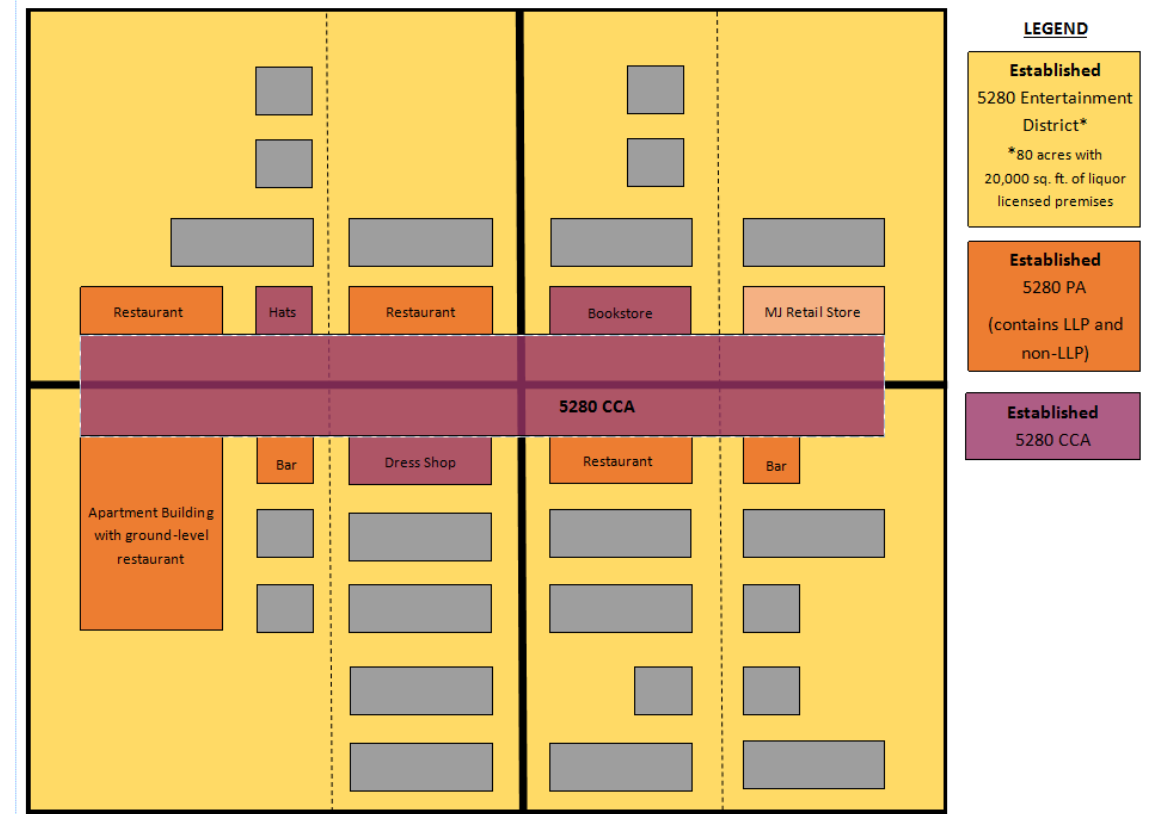 LEGEND
Established
5280 Entertainment
District*
*80 acres with
20,000 sq. ft. of liquor
licensed premises
Established
5280 PA
(contains LLP and
non-LLP)
Established
5280 CCA
Restaurant
Hats
Restaurant
Bookstore
MJ Retail Store
5280 CCA
Bar
Dress Shop
Restaurant
Bar
Apartment Building
with ground-level
restaurant